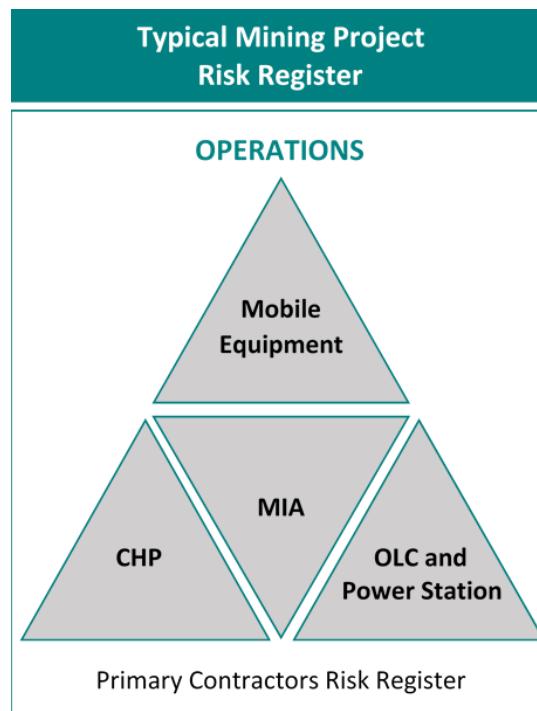 Typical Mining Project
Risk Register
OPERATIONS
Mobile
Equipment
MIA
CHP
OLC and
Power Station
Primary Contractors Risk Register